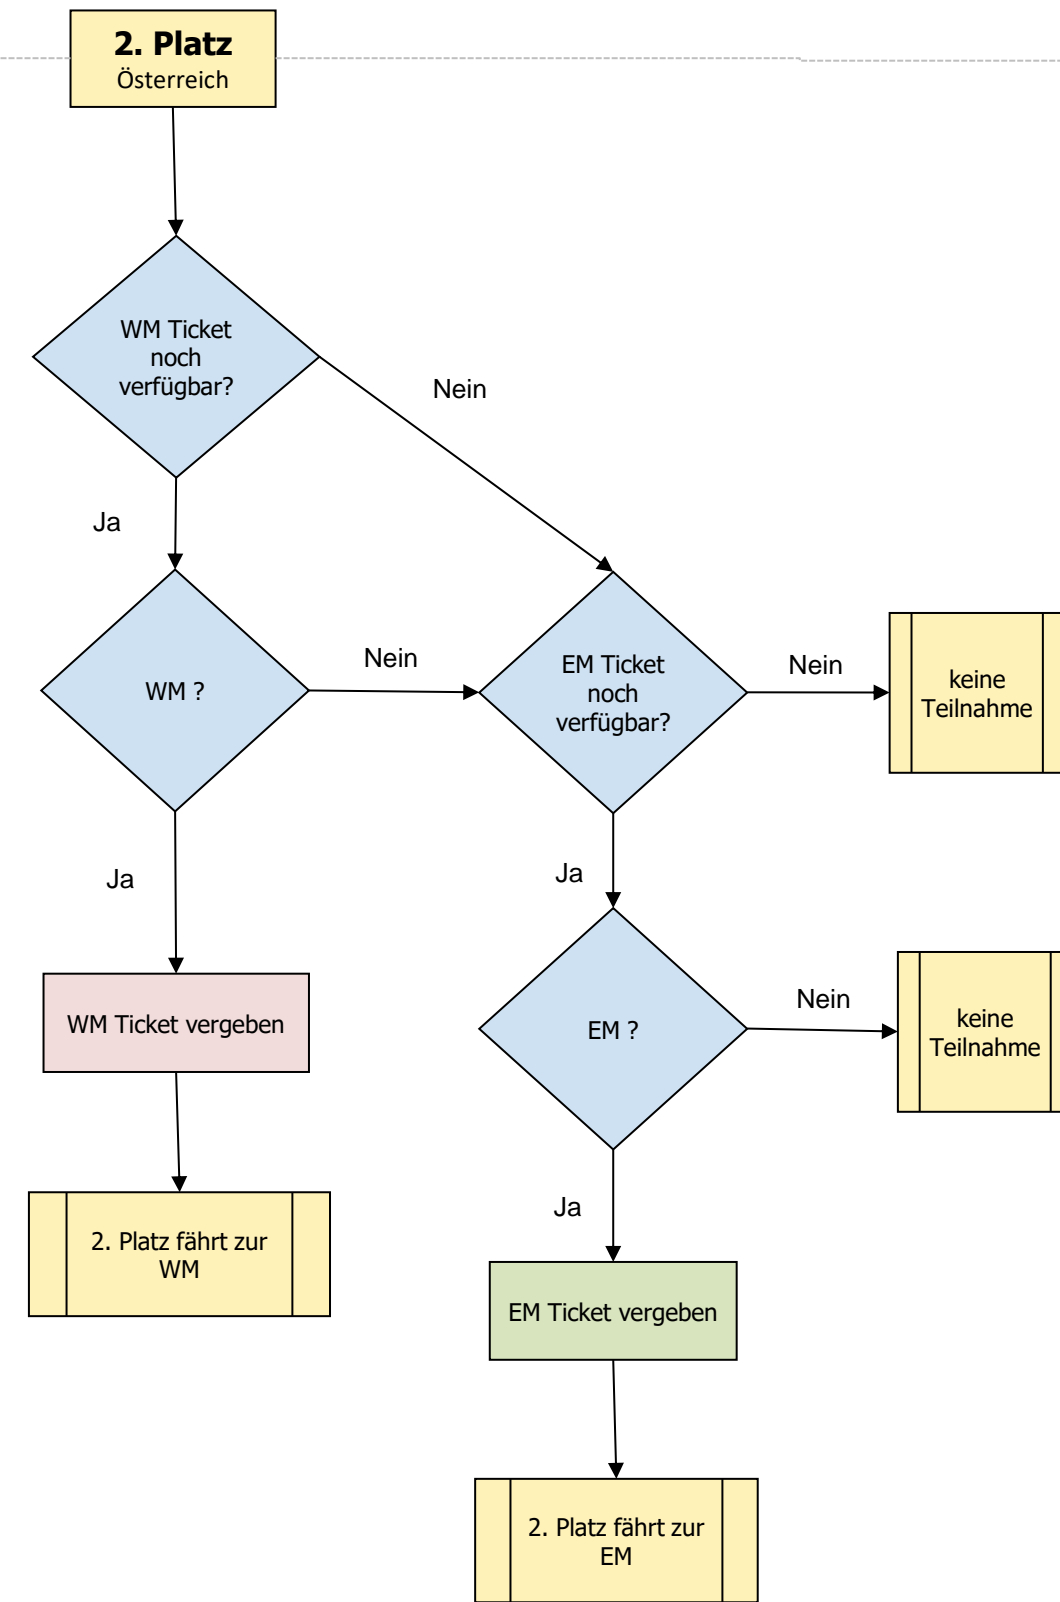 2. Platz
Österreich
WM Ticket
noch
verfügbar?
Nein
Ja
WM ?
Nein
EM Ticket
noch
verfügbar?
Nein
keine
Teilnahme
Ja
Ja
WM Ticket vergeben
EM ?
Nein
keine
Teilnahme
2. Platz fährt zur
WM
Ja
EM Ticket vergeben
2. Platz fährt zur
EM